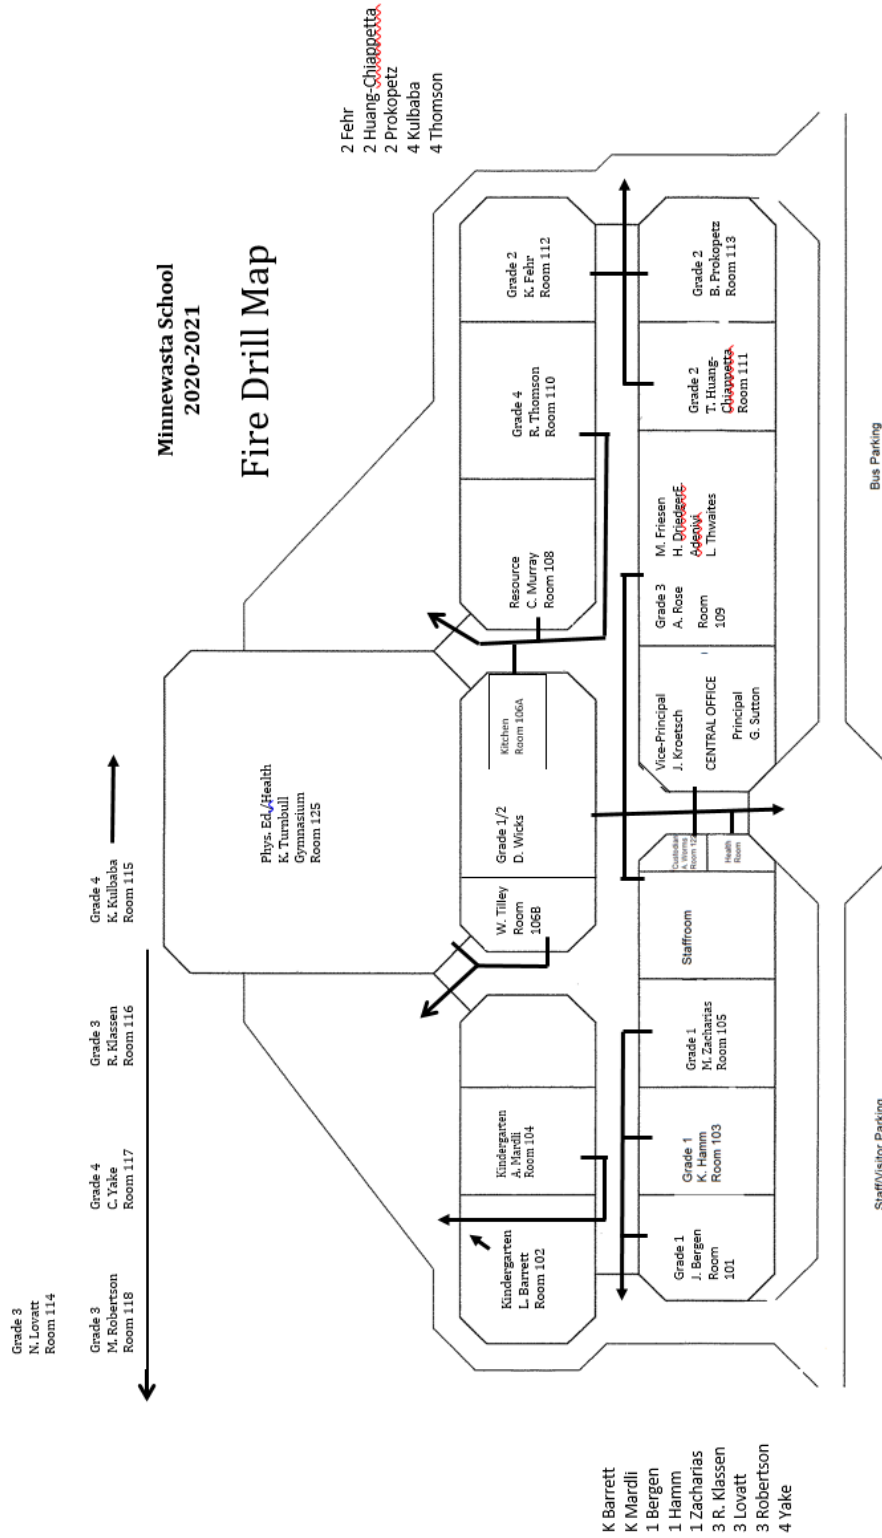 Minnewasta School
2020-2021
Fire Drill Map
2 Fehr
2 Huang-Chiappetta
2 Prokopetz
4 Kulbaba
4 Thomson
Grade 3
N. Lovatt
Room 114
Grade 3
M. Robertson
Room 118
Grade 4
C. Yake
Room 117
Grade 3
R. Klassen
Room 116
Grade 4
K. Kulbaba
Room 115
Phys. Ed./Health
K. Turnbull
Gymnasium
Room 125
Kindergarten
L. Barrett
Room 102
Kindergarten
A. Mardli
Room 104
W. Tilley
Room
106B
Grade 1/2
D. Wicks
Kitchen
Room 106A
Resource
C. Murray
Room 108
Grade 4
R. Thomson
Room 110
Grade 2
K. Fehr
Room 112
Grade 1
J. Bergen
Room
101
Grade 1
K. Hamm
Room 103
Grade 1
M. Zacharias
Room 105
Staffroom
Custodian
A. Worms
Room 122
Health
Room
Vice-Principal
J. Kroetsch
CENTRAL OFFICE
Principal
G. Sutton
Grade 3
A. Rose
Room
109
M. Friesen
H. DriedgerE.
Adeniyi
L. Thwaites
Grade 2
T. Huang-
Chiappetta
Room 111
Grade 2
B. Prokopetz
Room 113
K Barrett
K Mardli
1 Bergen
1 Hamm
1 Zacharias
3 R. Klassen
3 Lovatt
3 Robertson
4 Yake
Staff/Visitor Parking
Bus Parking